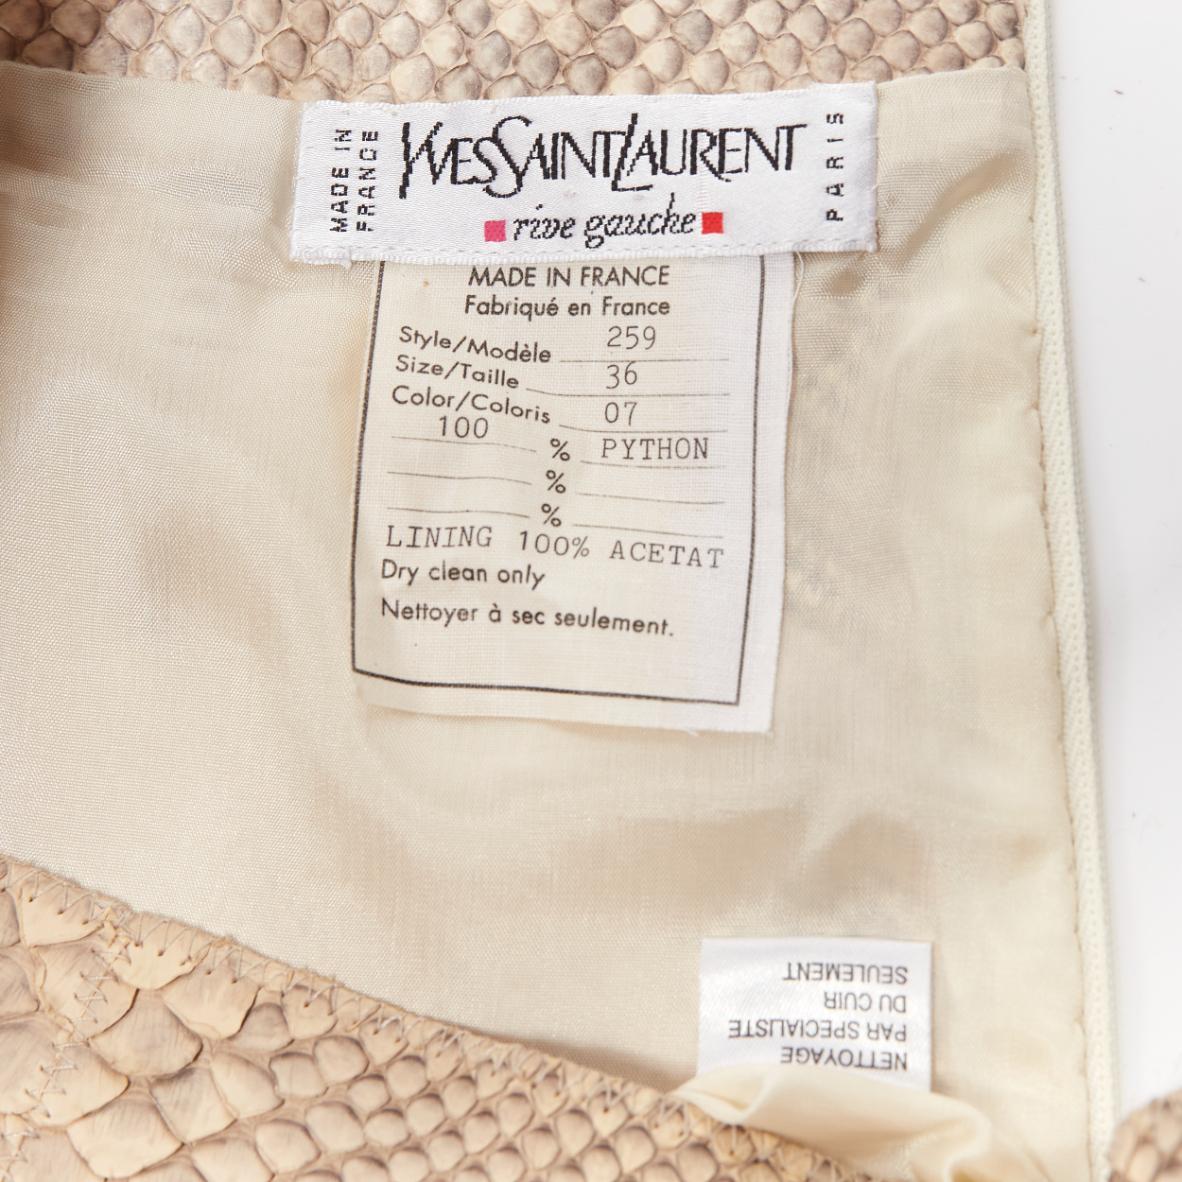 MADE IN
FRANCE
YVESSAINTLAURENT
rive gauche
PARIS
MADE IN FRANCE
Fabriqué en France
Style/Modèle 259
Size/Taille 36
Color/Coloris 07
100 % PYTHON
%
%
LINING 100% ACETAT
Dry clean only
Nettoyer à sec seulement.
NETTOYAGE
PAR SPECIALISTE
DU CUIR
SEULEMENT